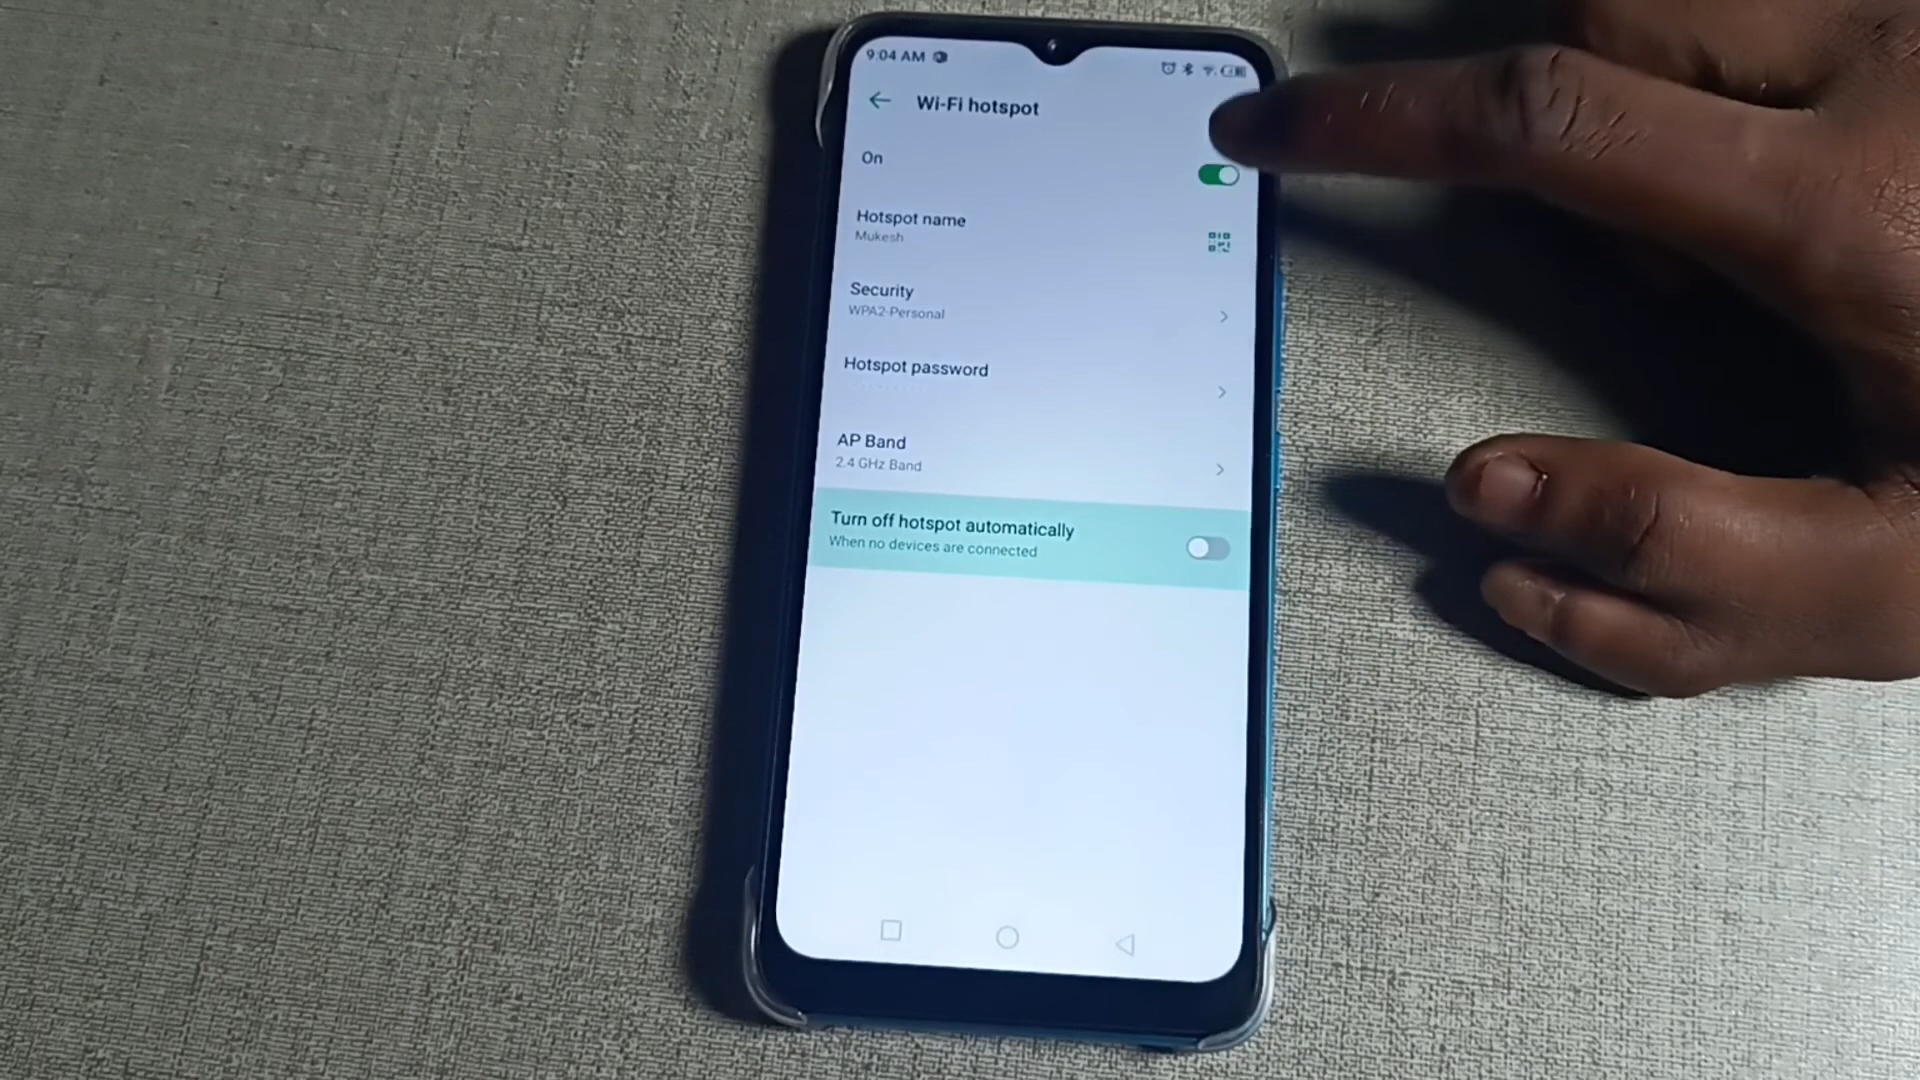 9:04 AM
Wi-Fi hotspot
On
Hotspot name
Mukesh
Security
WPA2-Personal
Hotspot password
AP Band
2.4 GHz Band
Turn off hotspot automatically
When no devices are connected